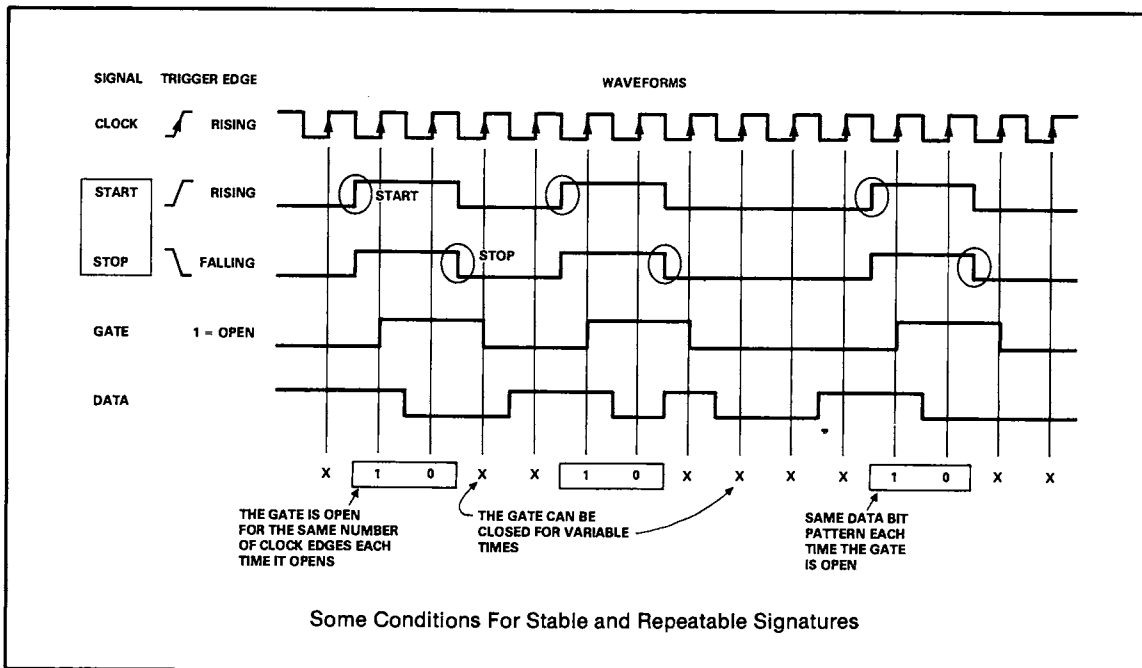 SIGNAL TRIGGER EDGE WAVEFORMS
CLOCK RISING
START RISING START
STOP FALLING STOP
GATE 1 = OPEN
DATA
X 1 0 X X 1 0 X X X X 1 0 X X
THE GATE IS OPEN
FOR THE SAME NUMBER
OF CLOCK EDGES EACH
TIME IT OPENS
THE GATE CAN BE
CLOSED FOR VARIABLE
TIMES
SAME DATA BIT
PATTERN EACH
TIME THE GATE
IS OPEN
Some Conditions For Stable and Repeatable Signatures